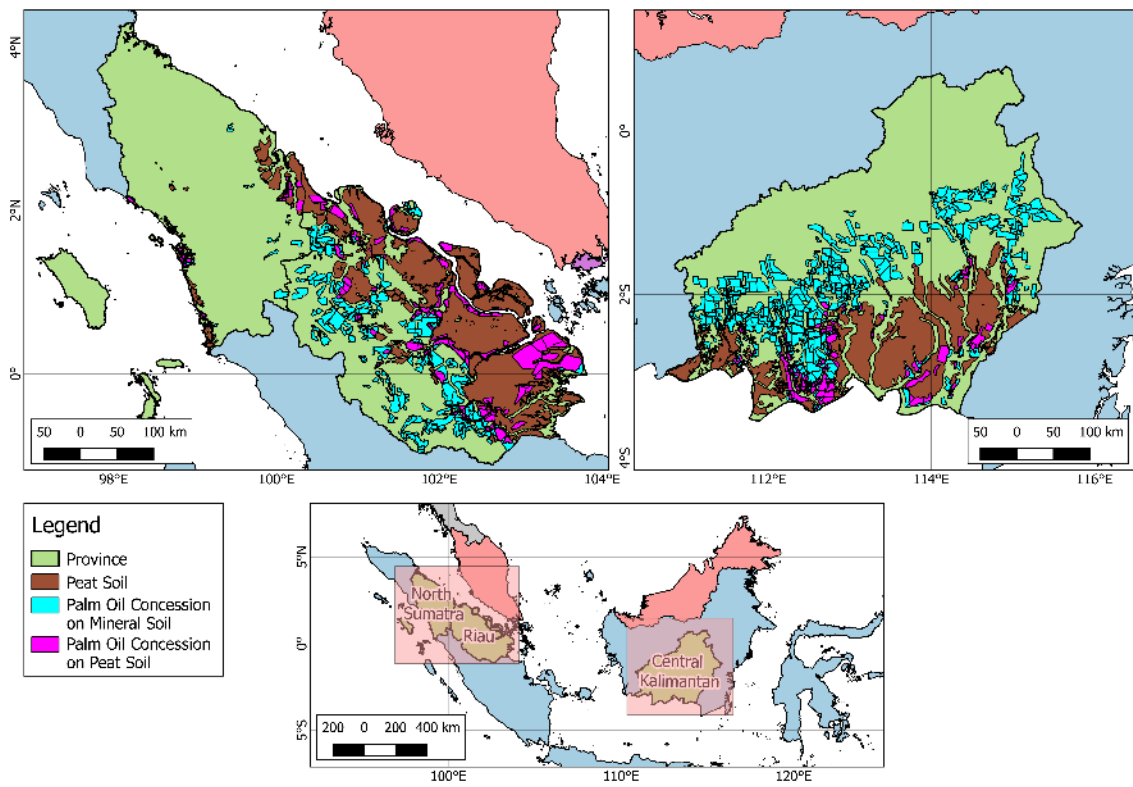 4°N
2°N
0°
50 0 50 100 km
98°E 100°E 102°E 104°E
0°
2°S
4°S
50 0 50 100 km
112°E 114°E 116°E
Legend
Province
Peat Soil
Palm Oil Concession
on Mineral Soil
Palm Oil Concession
on Peat Soil
5°N
0°
5°S
North
Sumatra
Riau
Central
Kalimantan
200 0 200 400 km
100°E 110°E 120°E